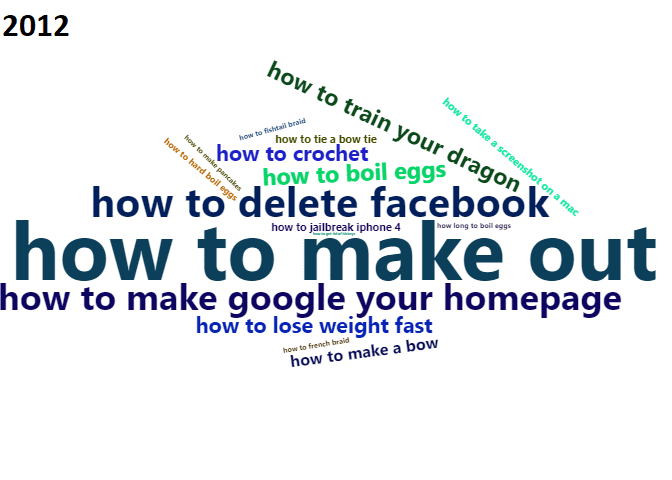 2012
how to train your dragon
how to take a screenshot on a mac
how to fishtail braid
how to tie a bow tie
how to make pancakes
how to hard boil eggs
how to crochet
how to boil eggs
how to delete facebook
how to jailbreak iphone 4
how long to boil eggs
how to make out
how to make google your homepage
how to lose weight fast
how to french braid
how to make a bow